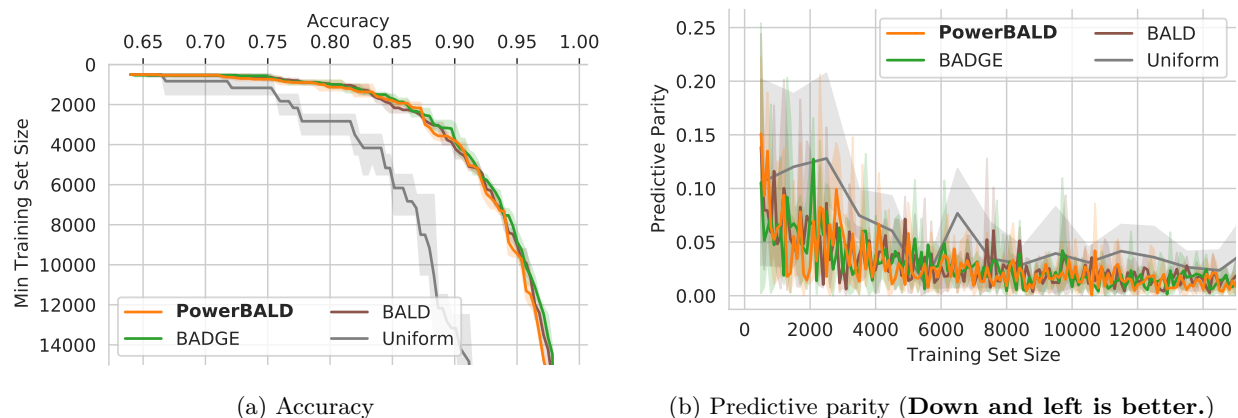 Accuracy
0.65 0.70 0.75 0.80 0.85 0.90 0.95 1.00
0
2000
4000
6000
8000
10000
12000
14000
Min Training Set Size
PowerBALD BALD
BADGE Uniform
(a) Accuracy
0.25
0.20
0.15
0.10
0.05
0.00
Predictive Parity
PowerBALD BALD
BADGE Uniform
0 2000 4000 6000 8000 10000 12000 14000
Training Set Size
(b) Predictive parity (Down and left is better.)